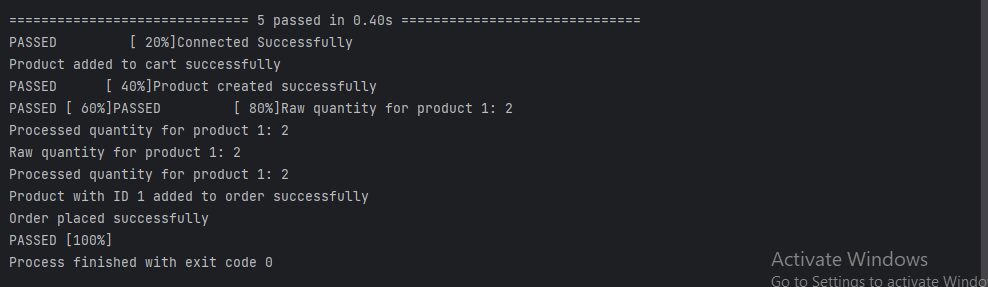 ============================== 5 passed in 0.40s ==============================
PASSED         [ 20%]Connected Successfully
Product added to cart successfully
PASSED      [ 40%]Product created successfully
PASSED [ 60%]PASSED         [ 80%]Raw quantity for product 1: 2
Processed quantity for product 1: 2
Raw quantity for product 1: 2
Processed quantity for product 1: 2
Product with ID 1 added to order successfully
Order placed successfully
PASSED [100%]
Process finished with exit code 0
Activate Windows
Go to Settings to activate Windo